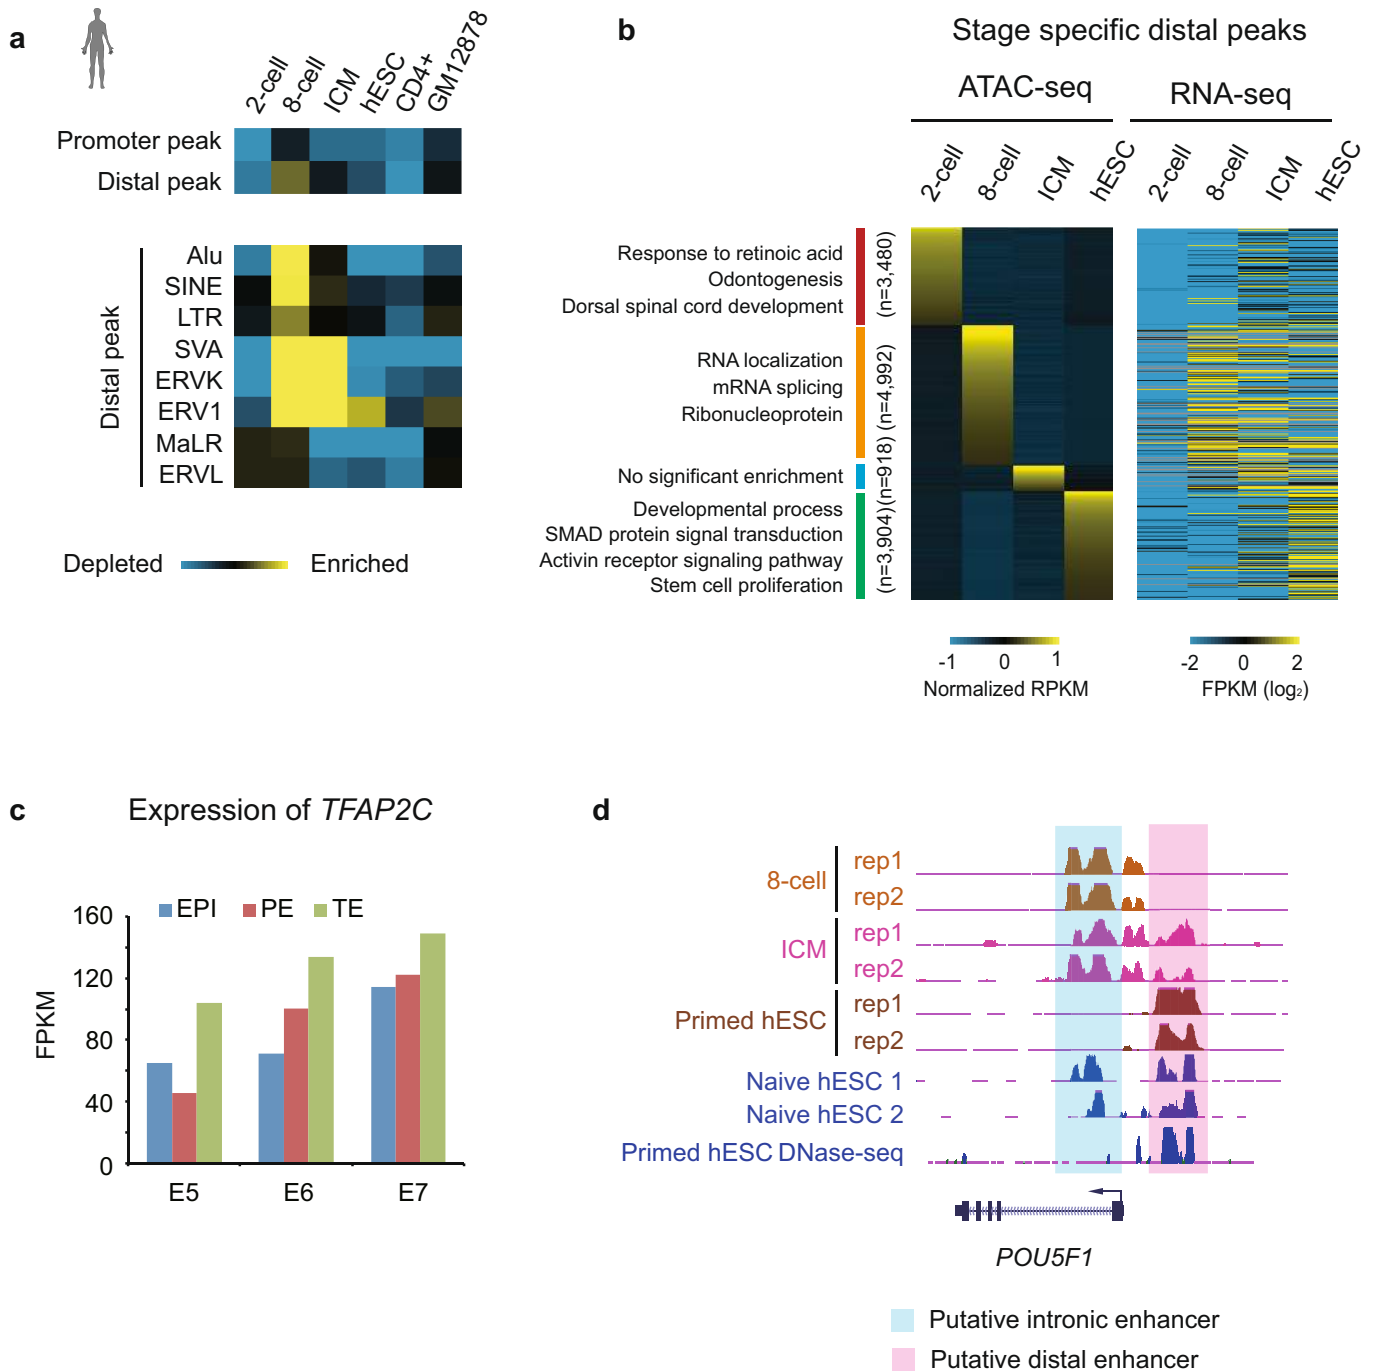 a
2-cell
8-cell
ICM
hESC
CD4+
GM12878
Promoter peak
Distal peak
Distal peak
Alu
SINE
LTR
SVA
ERVK
ERV1
MaLR
ERVL
Depleted
Enriched
b
Stage specific distal peaks
ATAC-seq
RNA-seq
2-cell
8-cell
ICM
hESC
2-cell
8-cell
ICM
hESC
Response to retinoic acid
Odontogenesis
Dorsal spinal cord development
(n=3,480)
RNA localization
mRNA splicing
Ribonucleoprotein
(n=4,992)
No significant enrichment
(n=918)
Developmental process
SMAD protein signal transduction
Activin receptor signaling pathway
Stem cell proliferation
(n=3,904)
-1 0 1
Normalized RPKM
-2 0 2
FPKM (log₂)
c
Expression of TFAP2C
EPI PE TE
FPKM
160
120
80
40
0
E5 E6 E7
d
8-cell
rep1
rep2
ICM
rep1
rep2
Primed hESC
rep1
rep2
Naive hESC 1
Naive hESC 2
Primed hESC DNase-seq
POU5F1
Putative intronic enhancer
Putative distal enhancer